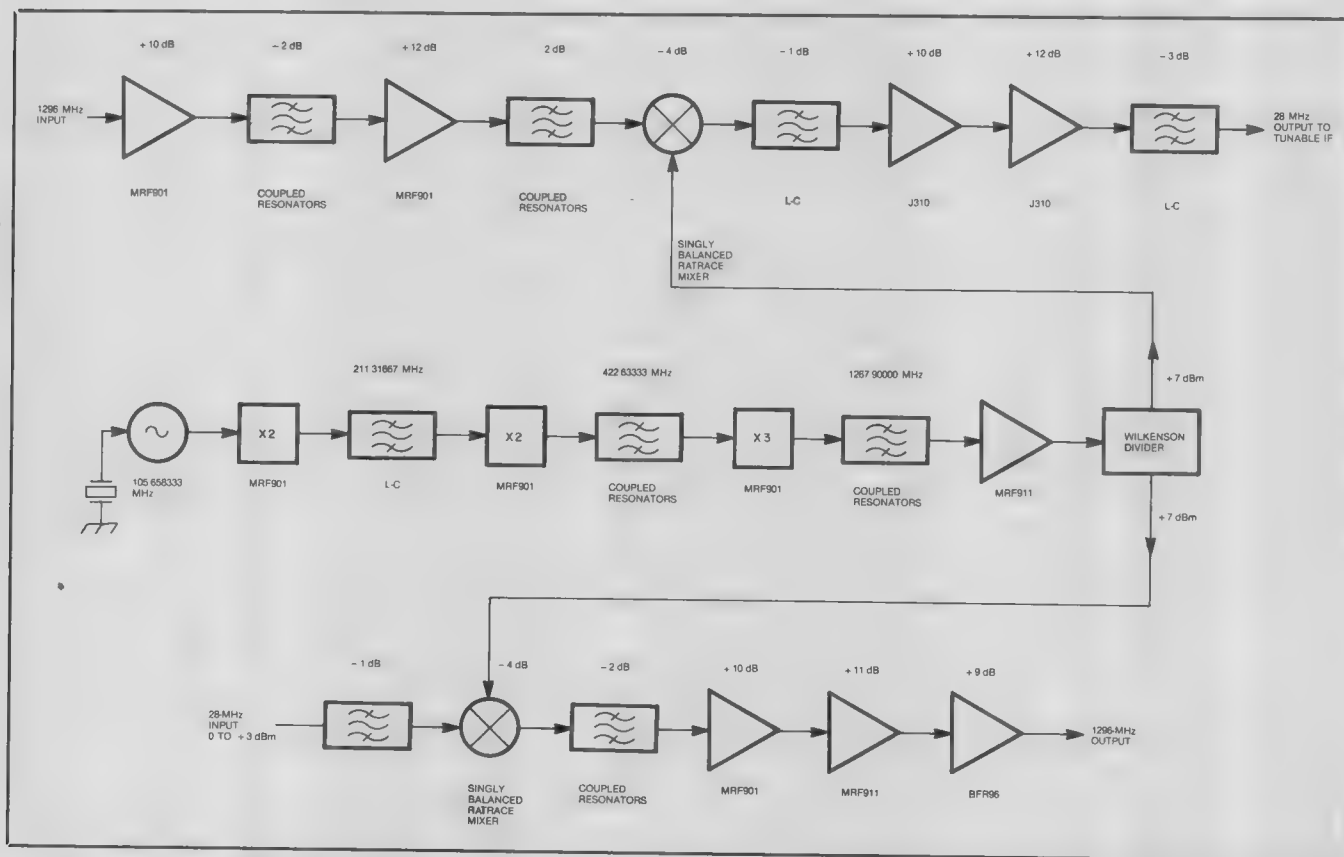 + 10 dB
− 2 dB
+ 12 dB
2 dB
− 4 dB
− 1 dB
+ 10 dB
+ 12 dB
− 3 dB
1296 MHz
INPUT
28 MHz
OUTPUT TO
TUNABLE IF
MRF901
COUPLED
RESONATORS
MRF901
COUPLED
RESONATORS
L-C
J310
J310
L-C
SINGLY
BALANCED
RATRACE
MIXER
211 31667 MHz
422 63333 MHz
1267 90000 MHz
+ 7 dBm
X2
X2
X3
WILKENSON
DIVIDER
105 658333
MHz
MRF901
L-C
MRF901
COUPLED
RESONATORS
MRF901
COUPLED
RESONATORS
MRF911
+ 7 dBm
− 1 dB
− 4 dB
− 2 dB
+ 10 dB
+ 11 dB
+ 9 dB
28-MHz
INPUT
0 TO + 3 dBm
1296-MHz
OUTPUT
SINGLY
BALANCED
RATRACE
MIXER
COUPLED
RESONATORS
MRF901
MRF911
BFR96